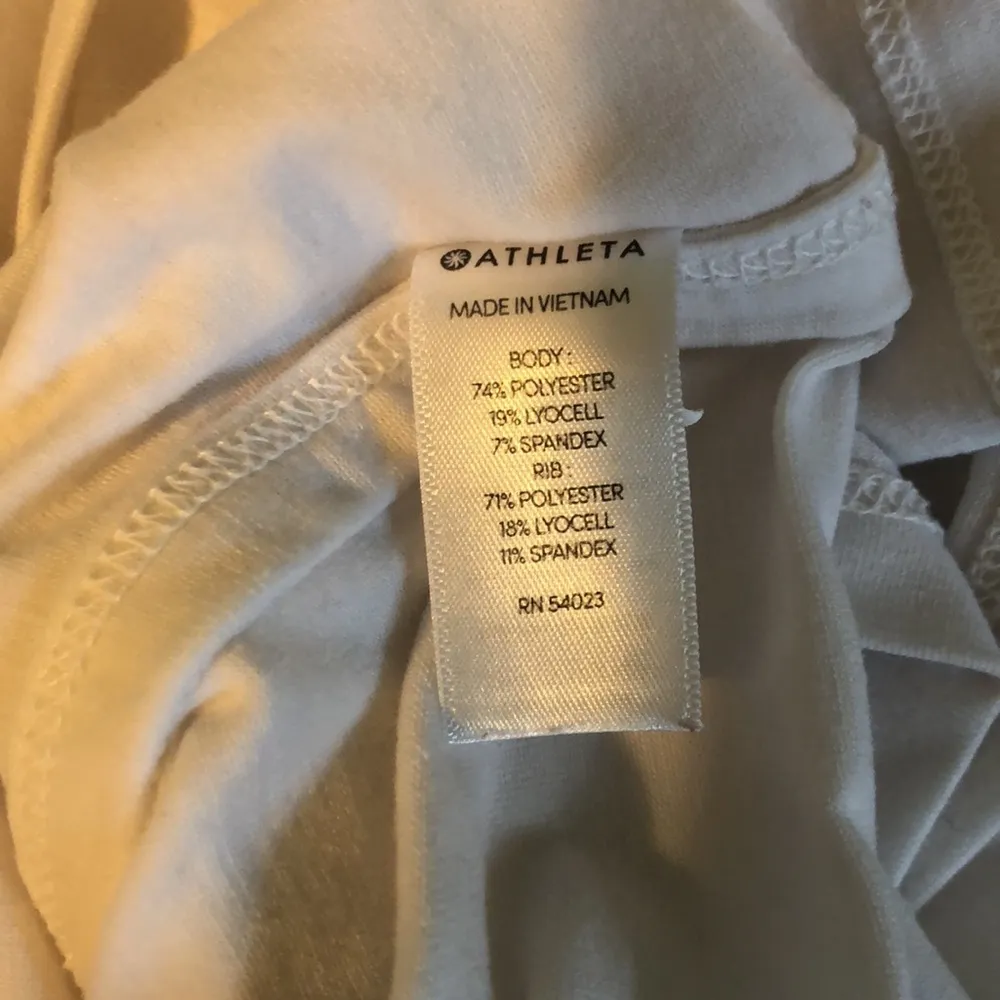 ATHLETA
MADE IN VIETNAM
BODY:
74% POLYESTER
19% LYOCELL
7% SPANDEX
RIB:
71% POLYESTER
18% LYOCELL
11% SPANDEX
RN 54023